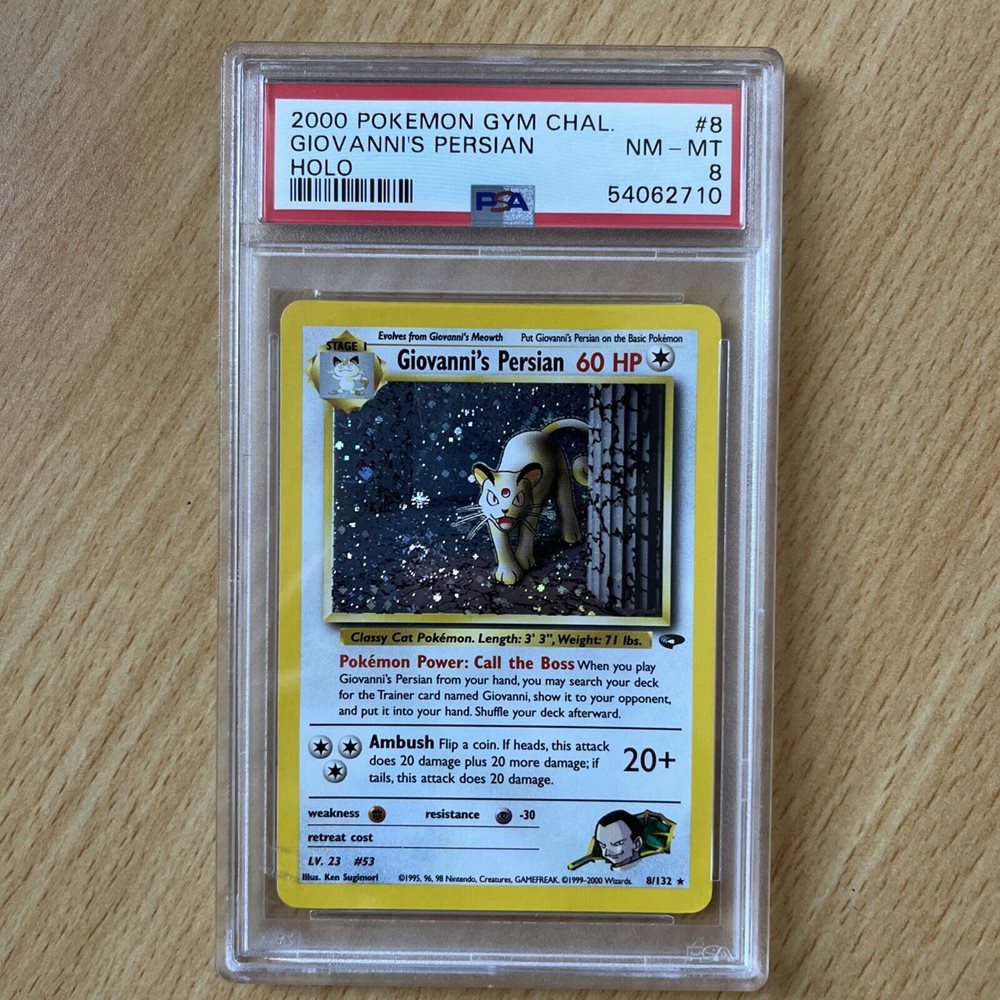 2000 POKEMON GYM CHAL. #8
GIOVANNI'S PERSIAN NM - MT
HOLO 8
PSA 54062710
Evolves from Giovanni's Meowth Put Giovanni's Persian on the Basic Pokémon
STAGE 1
Giovanni's Persian 60 HP
Classy Cat Pokémon. Length: 3' 3", Weight: 71 lbs.
Pokémon Power: Call the Boss When you play
Giovanni's Persian from your hand, you may search your deck
for the Trainer card named Giovanni, show it to your opponent,
and put it into your hand. Shuffle your deck afterward.
Ambush Flip a coin. If heads, this attack
does 20 damage plus 20 more damage; if
tails, this attack does 20 damage.
20+
weakness resistance -30
retreat cost
LV. 23 #53
Illus. Ken Sugimori ©1995, 96, 98 Nintendo, Creatures, GAMEFREAK. ©1999-2000 Wizards. 8/132 ★
PSA